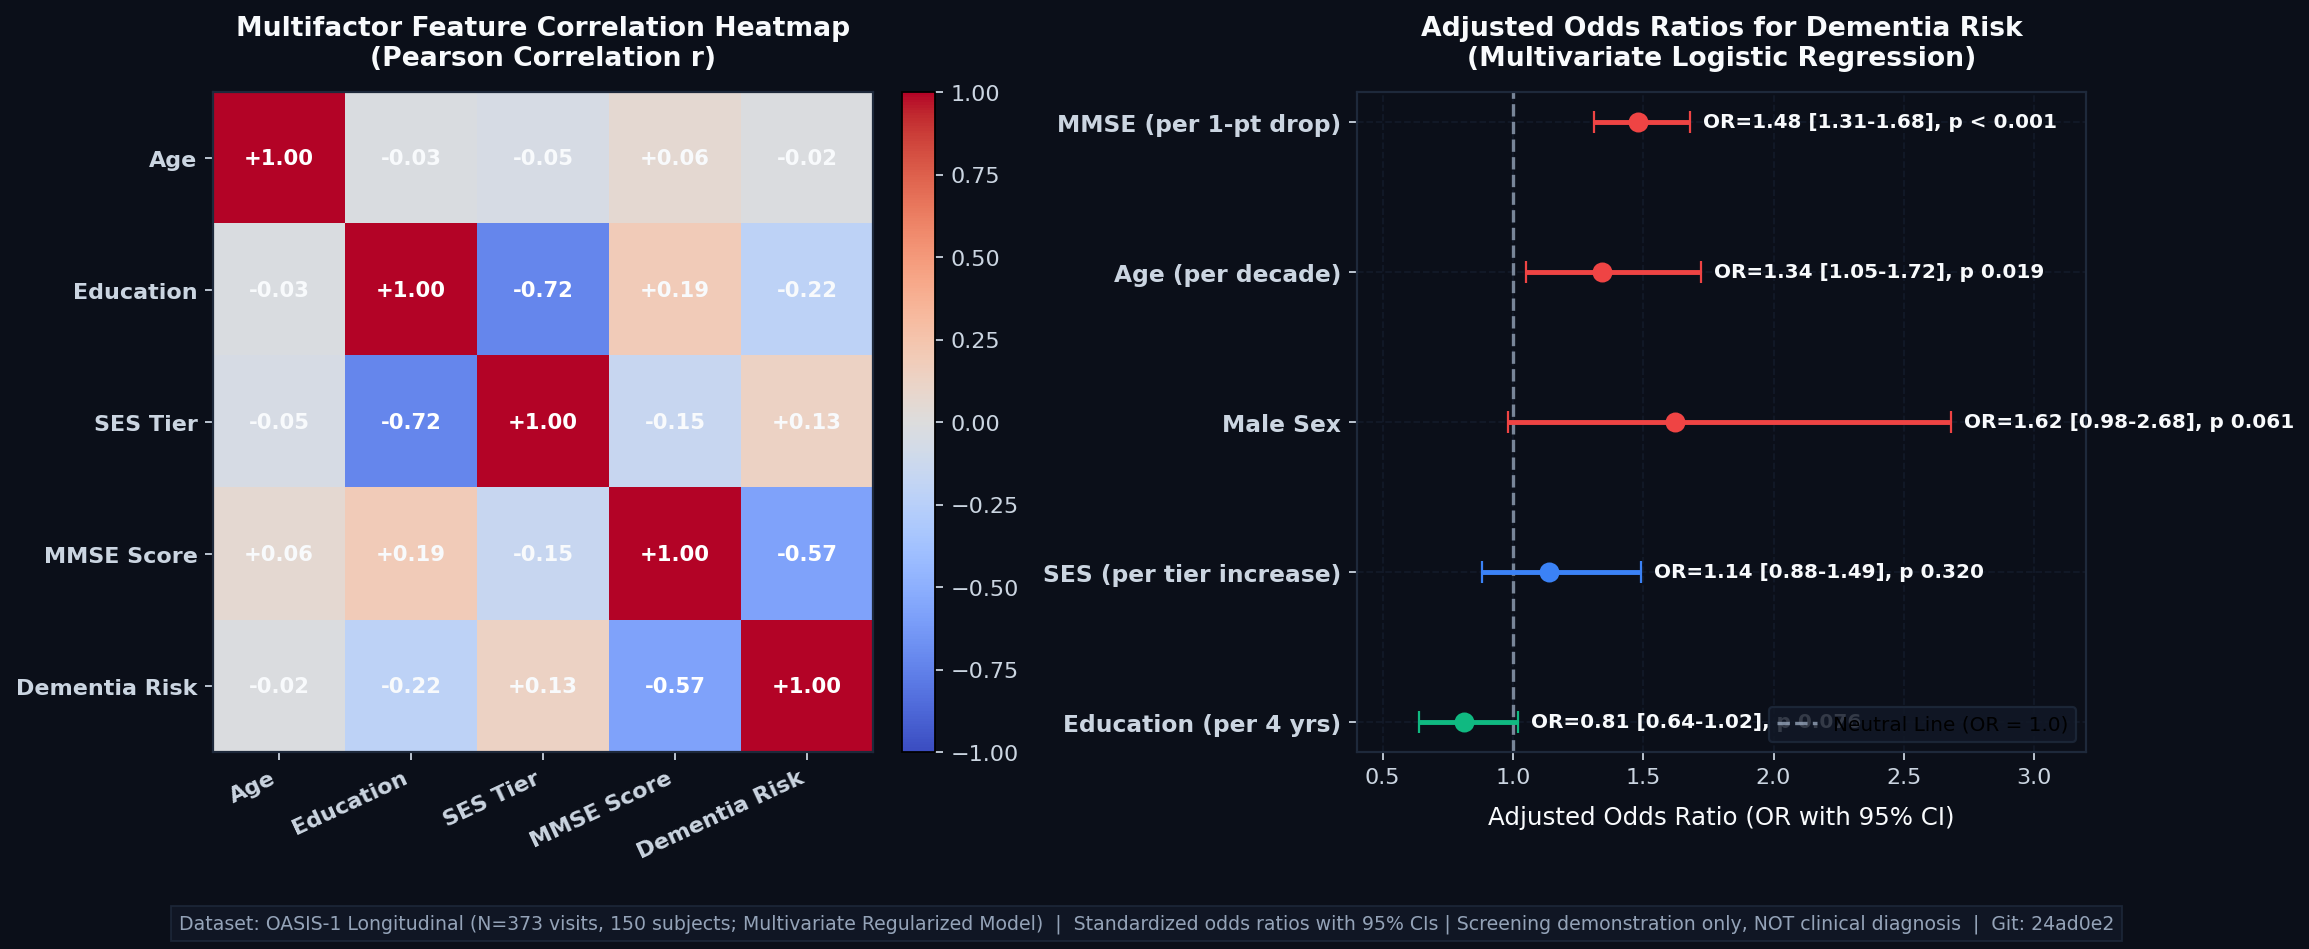 Multifactor Feature Correlation Heatmap
(Pearson Correlation r)
Age
Education
SES Tier
MMSE Score
Dementia Risk
+1.00 -0.03 -0.05 +0.06 -0.02
-0.03 +1.00 -0.72 +0.19 -0.22
-0.05 -0.72 +1.00 -0.15 +0.13
+0.06 +0.19 -0.15 +1.00 -0.57
-0.02 -0.22 +0.13 -0.57 +1.00
Age
Education
SES Tier
MMSE Score
Dementia Risk
1.00
0.75
0.50
0.25
0.00
−0.25
−0.50
−0.75
−1.00
Adjusted Odds Ratios for Dementia Risk
(Multivariate Logistic Regression)
MMSE (per 1-pt drop)
OR=1.48 [1.31-1.68], p < 0.001
Age (per decade)
OR=1.34 [1.05-1.72], p 0.019
Male Sex
OR=1.62 [0.98-2.68], p 0.061
SES (per tier increase)
OR=1.14 [0.88-1.49], p 0.320
Education (per 4 yrs)
OR=0.81 [0.64-1.02], p 0.076
Neutral Line (OR = 1.0)
0.5 1.0 1.5 2.0 2.5 3.0
Adjusted Odds Ratio (OR with 95% CI)
Dataset: OASIS-1 Longitudinal (N=373 visits, 150 subjects; Multivariate Regularized Model) | Standardized odds ratios with 95% CIs | Screening demonstration only, NOT clinical diagnosis | Git: 24ad0e2